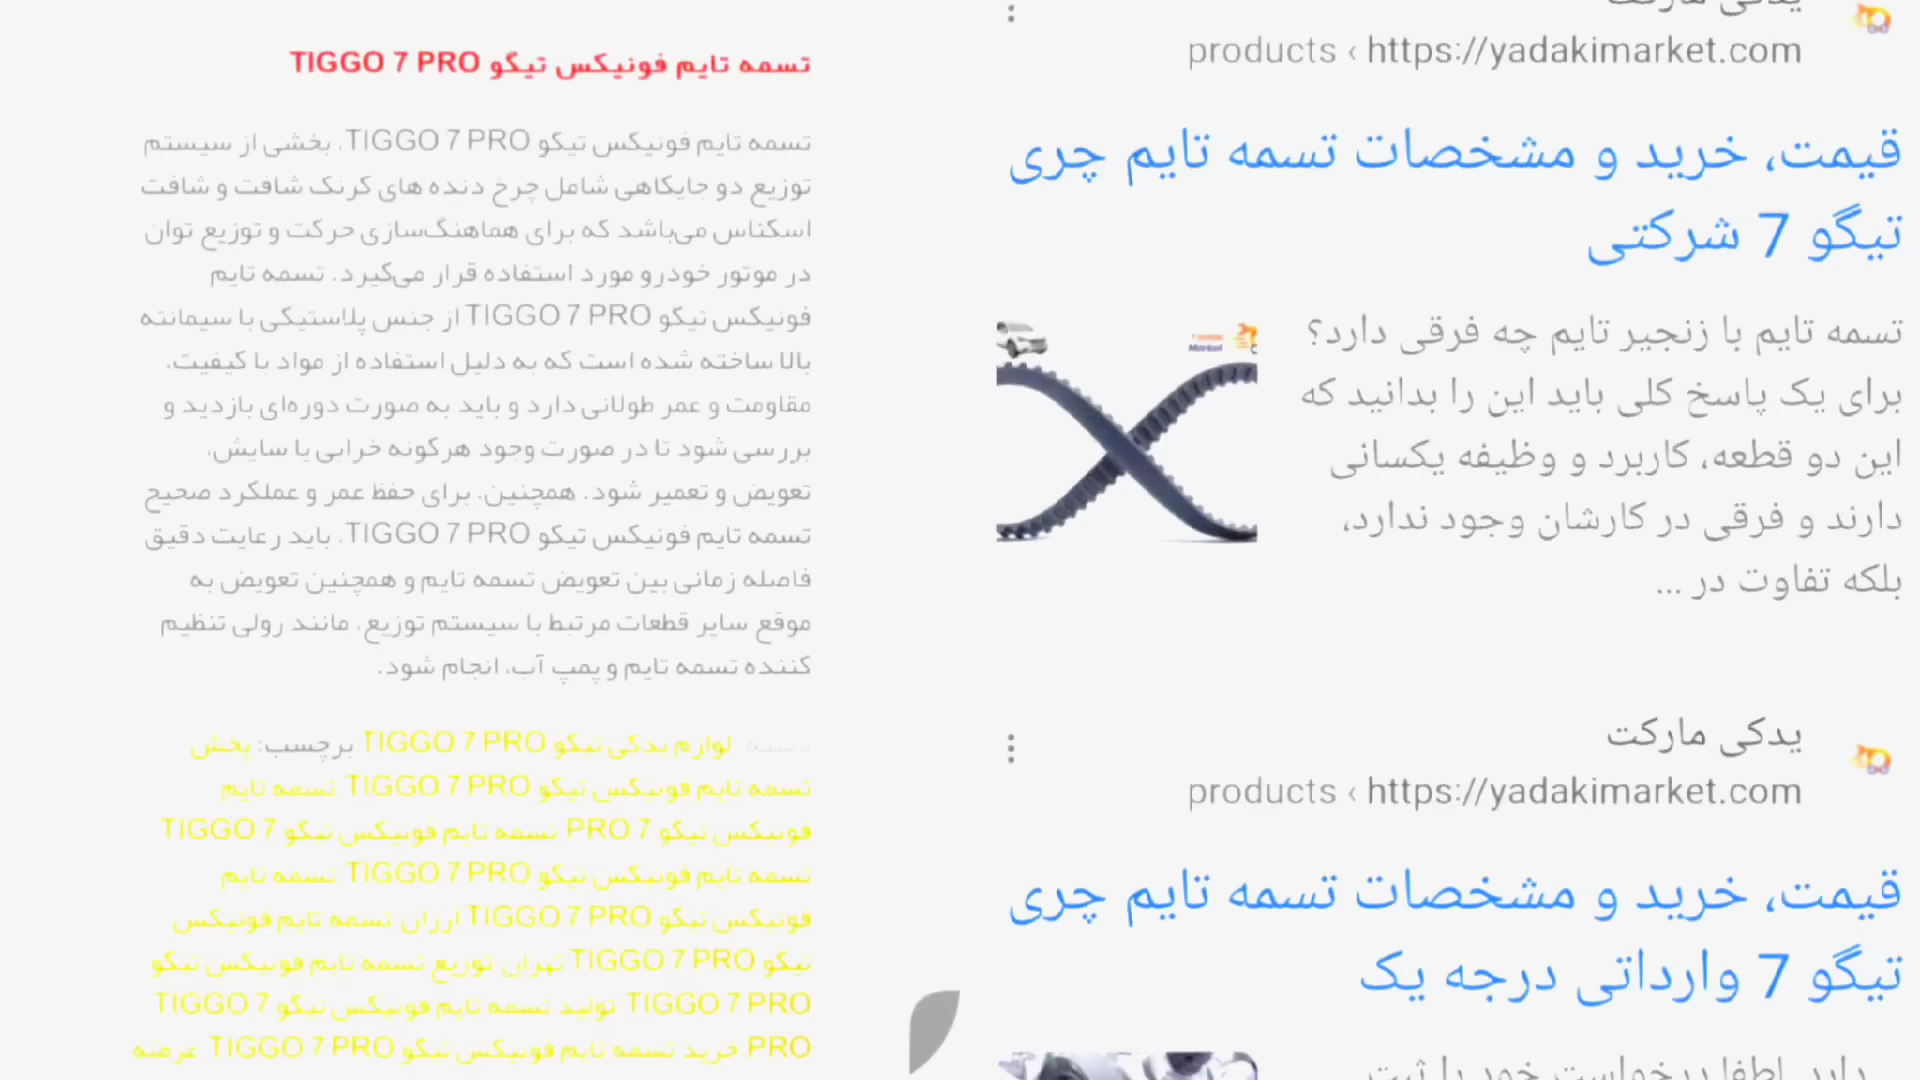 تسمه تایم فونیکس تیگو TIGGO 7 PRO
تسمه تایم فونیکس تیگو TIGGO 7 PRO، بخشی از سیستم
توزیع دو جایگاهی شامل چرخ دنده های کرنک شافت و شافت
اسکناس می‌باشد که برای هماهنگ‌سازی حرکت و توزیع توان
در موتور خودرو مورد استفاده قرار می‌گیرد. تسمه تایم
فونیکس تیگو TIGGO 7 PRO از جنس پلاستیکی با سیمانته
بالا ساخته شده است که به دلیل استفاده از مواد با کیفیت،
مقاومت و عمر طولانی دارد و باید به صورت دوره‌ای بازدید و
بررسی شود تا در صورت وجود هرگونه خرابی یا سایش،
تعویض و تعمیر شود. همچنین، برای حفظ عمر و عملکرد صحیح
تسمه تایم فونیکس تیگو TIGGO 7 PRO، باید رعایت دقیق
فاصله زمانی بین تعویض تسمه تایم و همچنین تعویض به
موقع سایر قطعات مرتبط با سیستم توزیع، مانند رولی تنظیم
کننده تسمه تایم و پمپ آب، انجام شود.
لوازم یدکی تیگو TIGGO 7 PRO برچسب: پخش
تسمه تایم فونیکس تیگو TIGGO 7 PRO تسمه تایم
فونیکس تیگو 7 PRO تسمه تایم فونیکس تیگو TIGGO 7
تسمه تایم فونیکس تیگو TIGGO 7 PRO تسمه تایم
فونیکس تیگو TIGGO 7 PRO ارزان تسمه تایم فونیکس
تیگو TIGGO 7 PRO تهران توزیع تسمه تایم فونیکس تیگو
TIGGO 7 PRO تولید تسمه تایم فونیکس تیگو TIGGO 7
PRO خرید تسمه تایم فونیکس تیگو TIGGO 7 PRO عرضه
یدکی مارکت
https://yadakimarket.com › products
قیمت، خرید و مشخصات تسمه تایم چری
تیگو 7 شرکتی
تسمه تایم با زنجیر تایم چه فرقی دارد؟
برای یک پاسخ کلی باید این را بدانید که
این دو قطعه، کاربرد و وظیفه یکسانی
دارند و فرقی در کارشان وجود ندارد،
بلکه تفاوت در ...
یدکی مارکت
https://yadakimarket.com › products
قیمت، خرید و مشخصات تسمه تایم چری
تیگو 7 وارداتی درجه یک
دارد. لطفا درخواست خود را ثبت